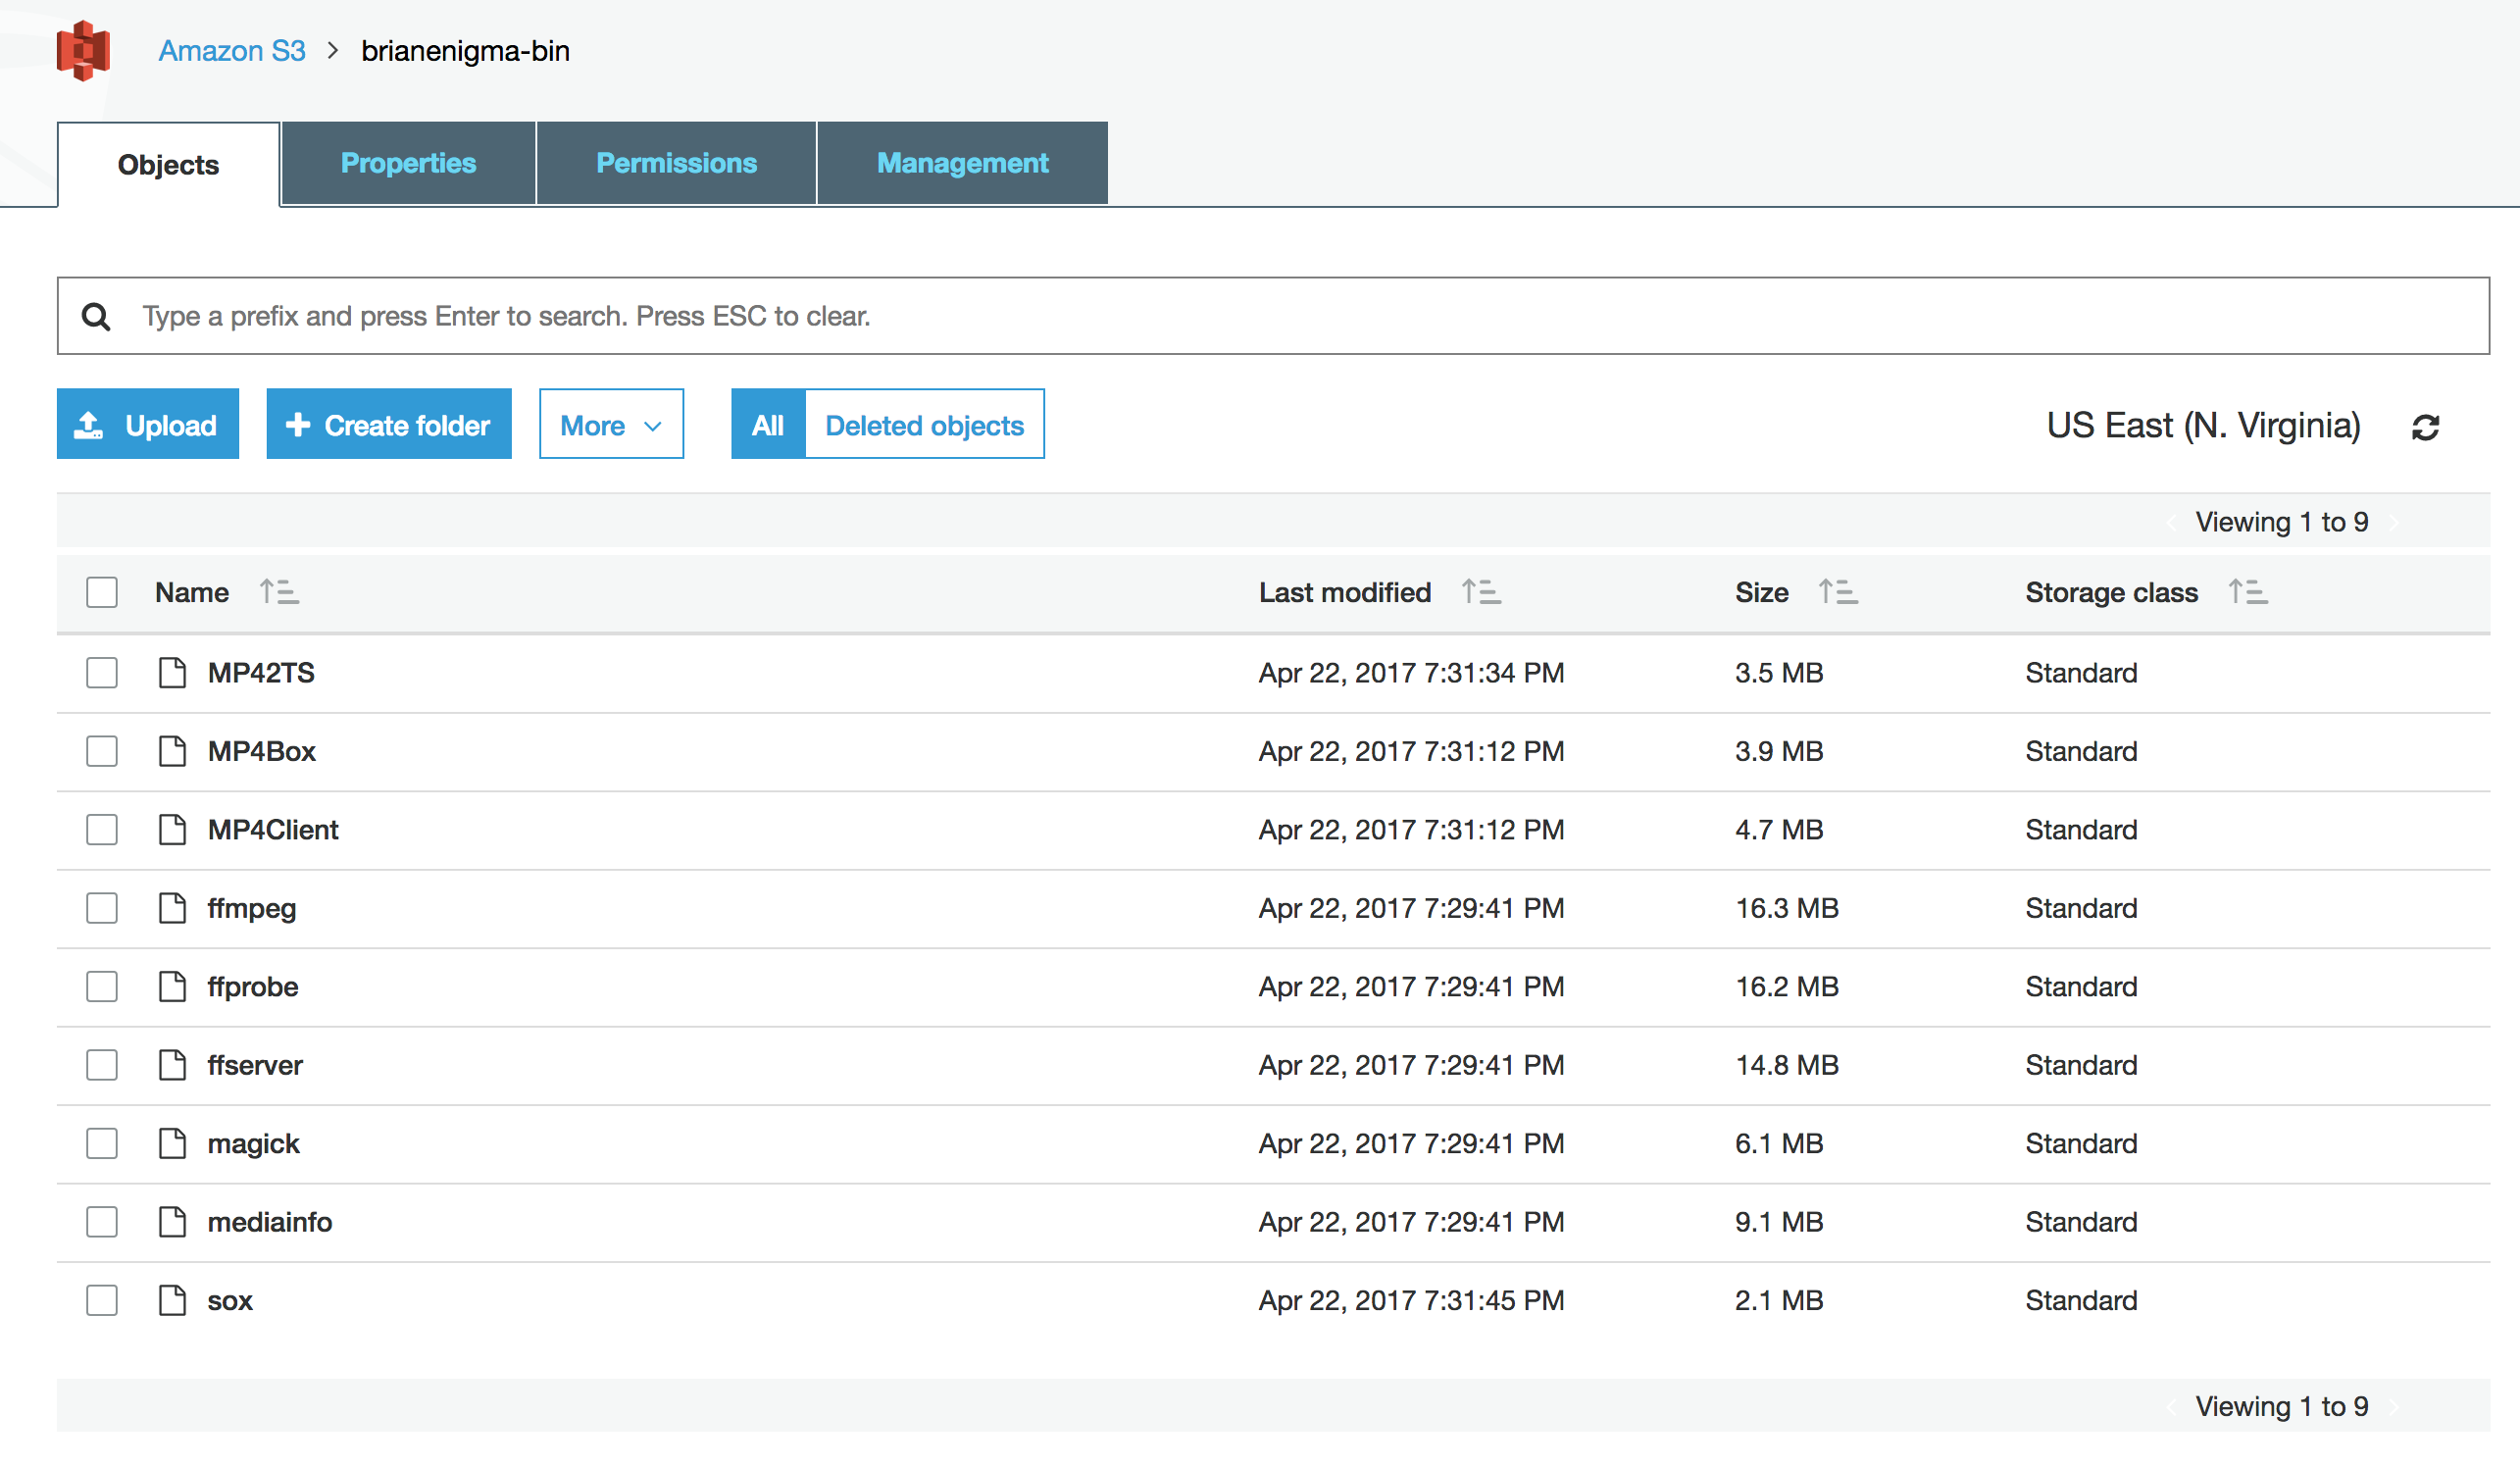 Amazon S3 > brianenigma-bin
Objects Properties Permissions Management
Type a prefix and press Enter to search. Press ESC to clear.
Upload Create folder More All Deleted objects US East (N. Virginia)
Viewing 1 to 9
Name Last modified Size Storage class
MP42TS Apr 22, 2017 7:31:34 PM 3.5 MB Standard
MP4Box Apr 22, 2017 7:31:12 PM 3.9 MB Standard
MP4Client Apr 22, 2017 7:31:12 PM 4.7 MB Standard
ffmpeg Apr 22, 2017 7:29:41 PM 16.3 MB Standard
ffprobe Apr 22, 2017 7:29:41 PM 16.2 MB Standard
ffserver Apr 22, 2017 7:29:41 PM 14.8 MB Standard
magick Apr 22, 2017 7:29:41 PM 6.1 MB Standard
mediainfo Apr 22, 2017 7:29:41 PM 9.1 MB Standard
sox Apr 22, 2017 7:31:45 PM 2.1 MB Standard
Viewing 1 to 9